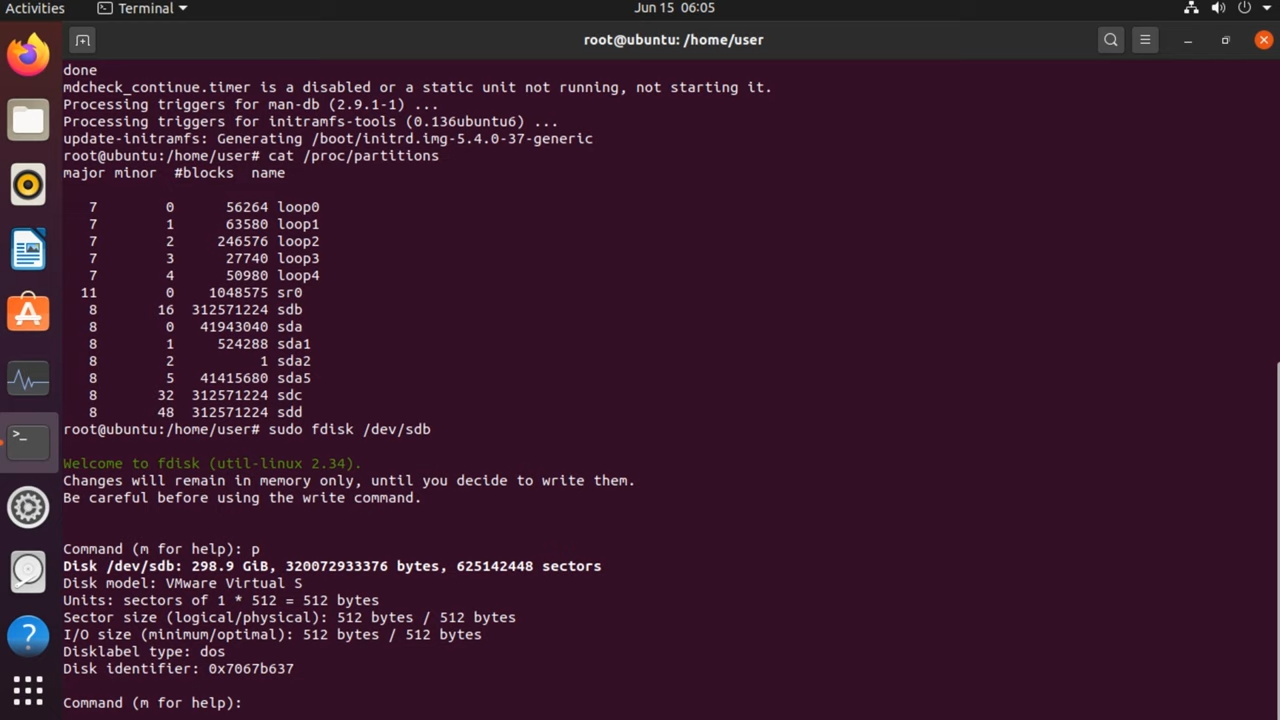 Activities Terminal Jun 15 06:05
root@ubuntu: /home/user
done
mdcheck_continue.timer is a disabled or a static unit not running, not starting it.
Processing triggers for man-db (2.9.1-1) ...
Processing triggers for initramfs-tools (0.136ubuntu6) ...
update-initramfs: Generating /boot/initrd.img-5.4.0-37-generic
root@ubuntu:/home/user# cat /proc/partitions
major minor  #blocks  name

   7        0      56264 loop0
   7        1      63580 loop1
   7        2     246576 loop2
   7        3      27740 loop3
   7        4      50980 loop4
  11        0    1048575 sr0
   8       16  312571224 sdb
   8        0   41943040 sda
   8        1     524288 sda1
   8        2          1 sda2
   8        5   41415680 sda5
   8       32  312571224 sdc
   8       48  312571224 sdd
root@ubuntu:/home/user# sudo fdisk /dev/sdb

Welcome to fdisk (util-linux 2.34).
Changes will remain in memory only, until you decide to write them.
Be careful before using the write command.


Command (m for help): p
Disk /dev/sdb: 298.9 GiB, 320072933376 bytes, 625142448 sectors
Disk model: VMware Virtual S
Units: sectors of 1 * 512 = 512 bytes
Sector size (logical/physical): 512 bytes / 512 bytes
I/O size (minimum/optimal): 512 bytes / 512 bytes
Disklabel type: dos
Disk identifier: 0x7067b637

Command (m for help):